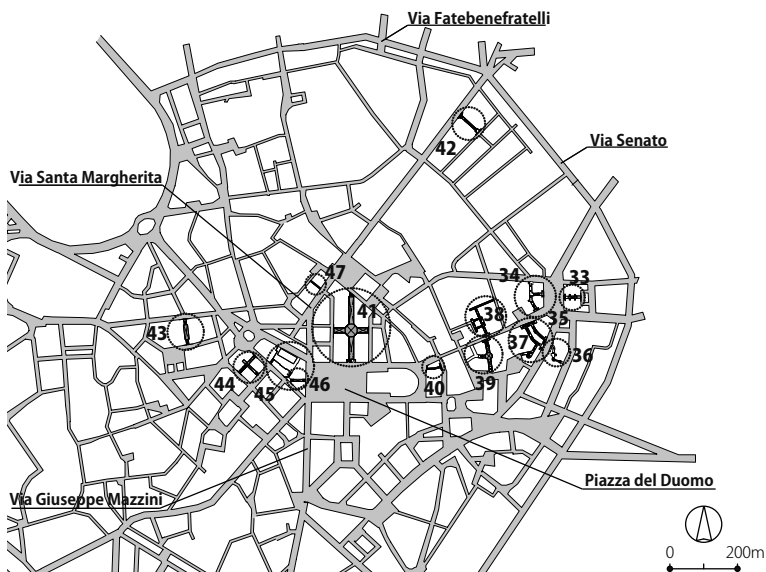 Via Fatebenefratelli
42
Via Senato
Via Santa Margherita
47
34
33
41
38
35
43
37
36
44
45
46
40
39
Piazza del Duomo
Via Giuseppe Mazzini
0
200m